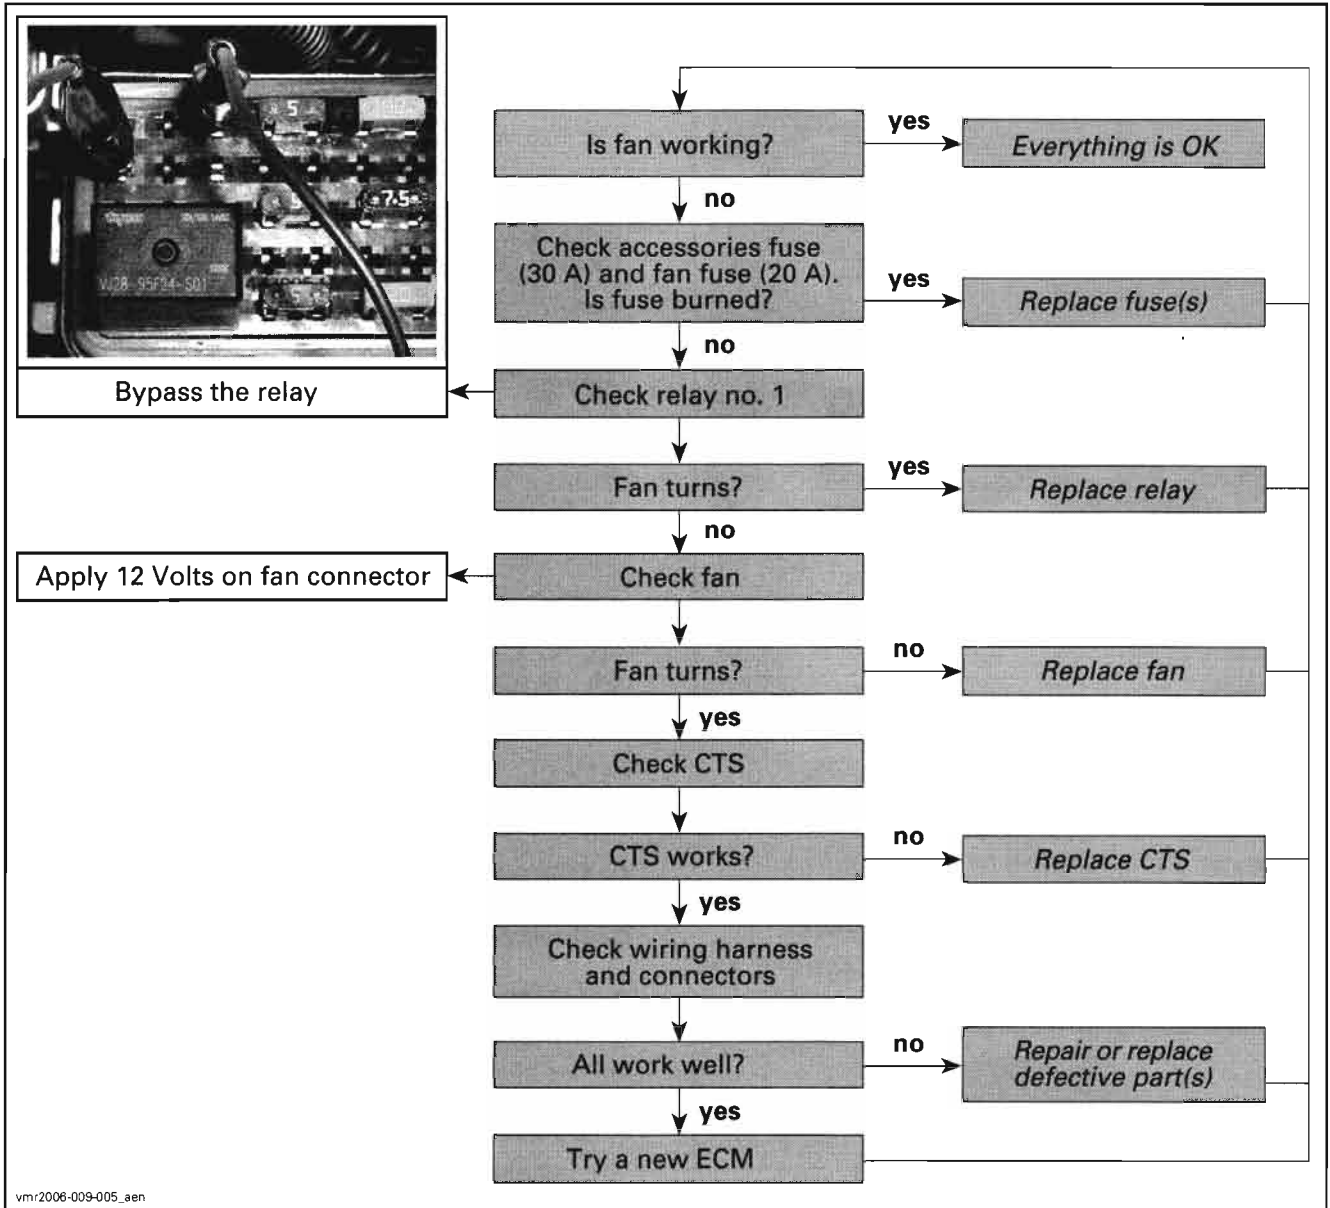 5
7.5
VJ28-95F04-S01
5
Bypass the relay
Is fan working?
yes
Everything is OK
no
Check accessories fuse
(30 A) and fan fuse (20 A).
Is fuse burned?
yes
Replace fuse(s)
no
Check relay no. 1
Fan turns?
yes
Replace relay
no
Apply 12 Volts on fan connector
Check fan
Fan turns?
no
Replace fan
yes
Check CTS
CTS works?
no
Replace CTS
yes
Check wiring harness
and connectors
All work well?
no
Repair or replace
defective part(s)
yes
Try a new ECM
vmr2006-009-005_aen